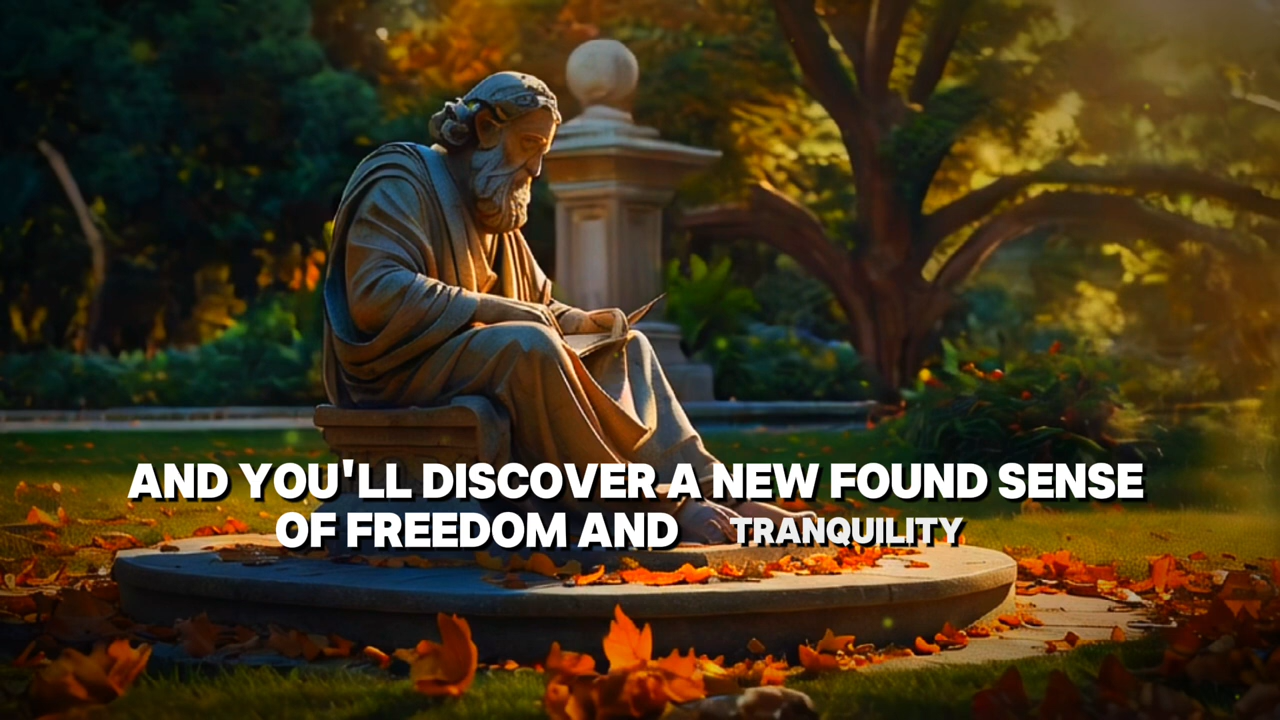 AND YOU'LL DISCOVER A NEW FOUND SENSE
OF FREEDOM AND TRANQUILITY